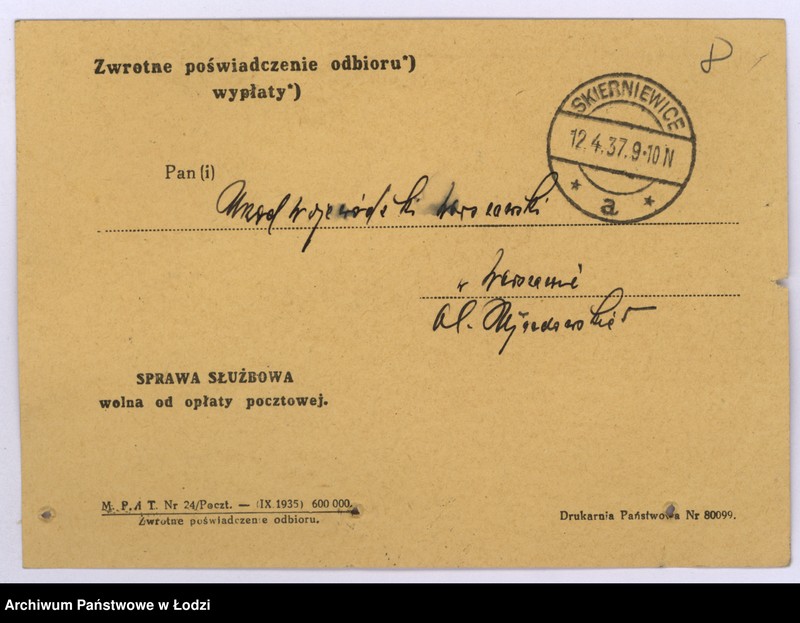 Zwrotne poświadczenie odbioru*)
wypłaty*)
SKIERNIEWICE
12.4.37.9-10 N
* a *
Pan (i)
Urząd Wojewódzki Warszawski
w Warszawie
Al. Ujazdowskie
SPRAWA SŁUŻBOWA
wolna od opłaty pocztowej.
M. P. i T. Nr 24/Poczt. — (IX.1935) 600 000.
Zwrotne poświadczenie odbioru.
Drukarnia Państwowa Nr 80099.
Archiwum Państwowe w Łodzi